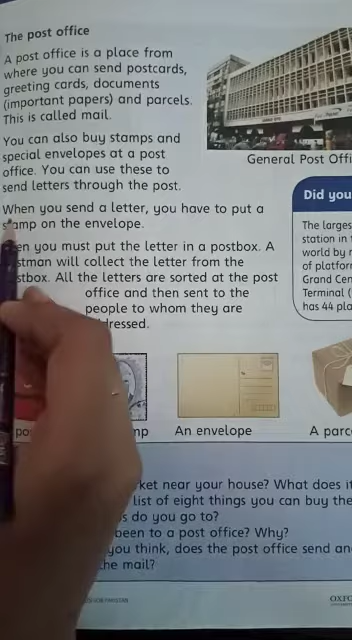 The post office
A post office is a place from
where you can send postcards,
greeting cards, documents
(important papers) and parcels.
This is called mail.
You can also buy stamps and
special envelopes at a post
office. You can use these to
send letters through the post.
When you send a letter, you have to put a
stamp on the envelope.
en you must put the letter in a postbox. A
stman will collect the letter from the
stbox. All the letters are sorted at the post
office and then sent to the
people to whom they are
dressed.
General Post Offi
Did you
The larges
station in
world by
of platfor
Grand Cen
Terminal (
has 44 pla
po
mp
An envelope
A parc
ket near your house? What does it
list of eight things you can buy the
s do you go to?
been to a post office? Why?
you think, does the post office send an
the mail?
OXFO